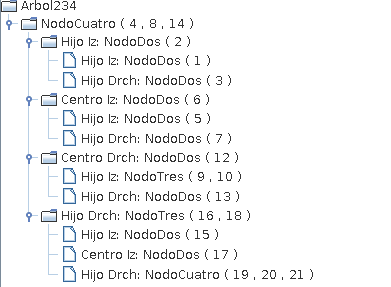 Arbol234
NodoCuatro ( 4 , 8 , 14 )
Hijo Iz: NodoDos ( 2 )
Hijo Iz: NodoDos ( 1 )
Hijo Drch: NodoDos ( 3 )
Centro Iz: NodoDos ( 6 )
Hijo Iz: NodoDos ( 5 )
Hijo Drch: NodoDos ( 7 )
Centro Drch: NodoDos ( 12 )
Hijo Iz: NodoTres ( 9 , 10 )
Hijo Drch: NodoDos ( 13 )
Hijo Drch: NodoTres ( 16 , 18 )
Hijo Iz: NodoDos ( 15 )
Centro Iz: NodoDos ( 17 )
Hijo Drch: NodoCuatro ( 19 , 20 , 21 )